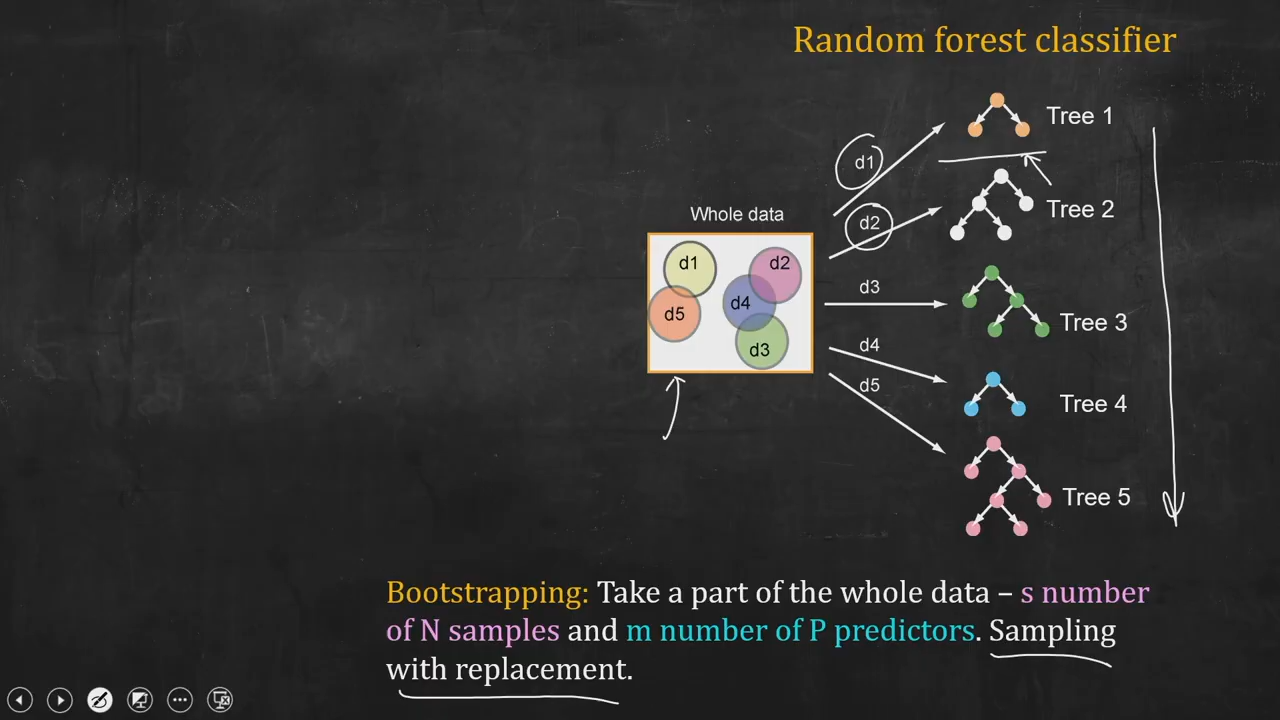 Random forest classifier
Tree 1
d1
Tree 2
d2
Whole data
d1
d2
d4
d5
d3
d3
Tree 3
d4
d5
Tree 4
Tree 5
Bootstrapping: Take a part of the whole data – s number
of N samples and m number of P predictors. Sampling
with replacement.